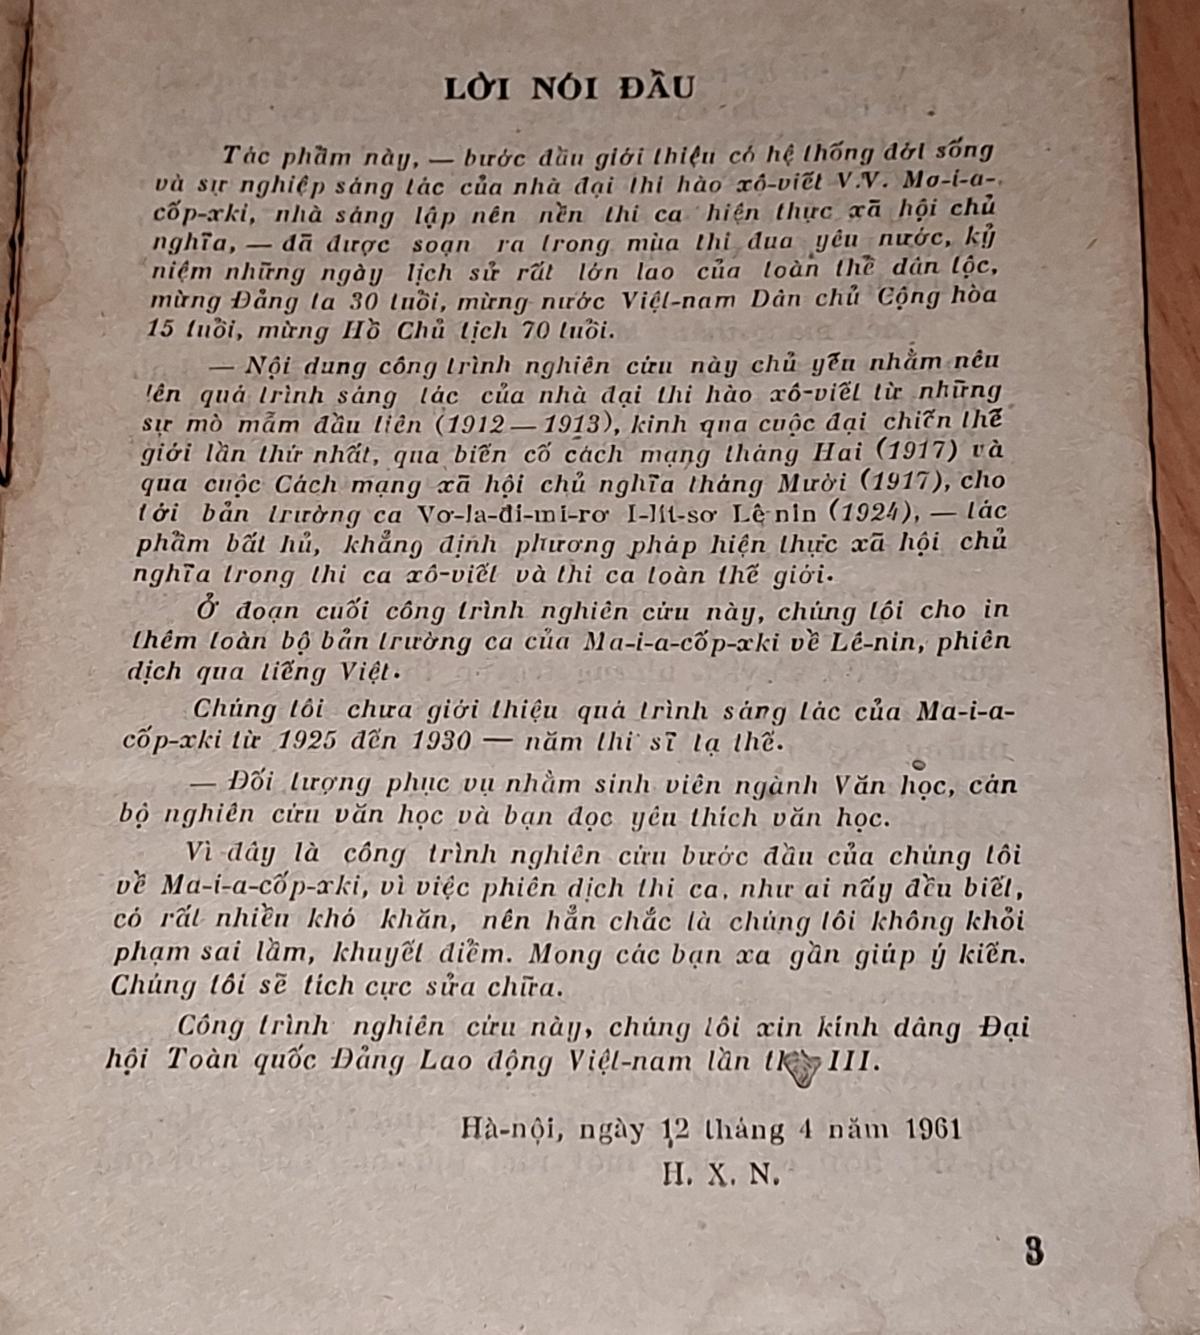 LỜI NÓI ĐẦU
Tác phẩm này, — bước đầu giới thiệu có hệ thống đời sống
và sự nghiệp sáng tác của nhà đại thi hào xô-viết V.V. Ma-i-a-
cốp-xki, nhà sáng lập nên nền thi ca hiện thực xã hội chủ
nghĩa, — đã được soạn ra trong mùa thi đua yêu nước, kỷ
niệm những ngày lịch sử rất lớn lao của toàn thể dân tộc,
mừng Đảng ta 30 tuổi, mừng nước Việt-nam Dân chủ Cộng hòa
15 tuổi, mừng Hồ Chủ tịch 70 tuổi.
— Nội dung công trình nghiên cứu này chủ yếu nhằm nêu
lên quá trình sáng tác của nhà đại thi hào xô-viết từ những
sự mò mẫm đầu tiên (1912 — 1913), kinh qua cuộc đại chiến thế
giới lần thứ nhất, qua biến cố cách mạng tháng Hai (1917) và
qua cuộc Cách mạng xã hội chủ nghĩa tháng Mười (1917), cho
tới bản trường ca Vơ-la-đi-mi-rơ I-lít-sơ Lê-nin (1924), — tác
phẩm bất hủ, khẳng định phương pháp hiện thực xã hội chủ
nghĩa trong thi ca xô-viết và thi ca toàn thế giới.
Ở đoạn cuối công trình nghiên cứu này, chúng tôi cho in
thêm toàn bộ bản trường ca của Ma-i-a-cốp-xki về Lê-nin, phiên
dịch qua tiếng Việt.
Chúng tôi chưa giới thiệu quá trình sáng tác của Ma-i-a-
cốp-xki từ 1925 đến 1930 — năm thi sĩ tạ thế.
— Đối tượng phục vụ nhằm sinh viên ngành Văn học, cán
bộ nghiên cứu văn học và bạn đọc yêu thích văn học.
Vì đây là công trình nghiên cứu bước đầu của chúng tôi
về Ma-i-a-cốp-xki, vì việc phiên dịch thi ca, như ai nấy đều biết,
có rất nhiều khó khăn, nên hẳn chắc là chúng tôi không khỏi
phạm sai lầm, khuyết điểm. Mong các bạn xa gần giúp ý kiến.
Chúng tôi sẽ tích cực sửa chữa.
Công trình nghiên cứu này, chúng tôi xin kính dâng Đại
hội Toàn quốc Đảng Lao động Việt-nam lần thứ III.
Hà-nội, ngày 12 tháng 4 năm 1961
H. X. N.
3